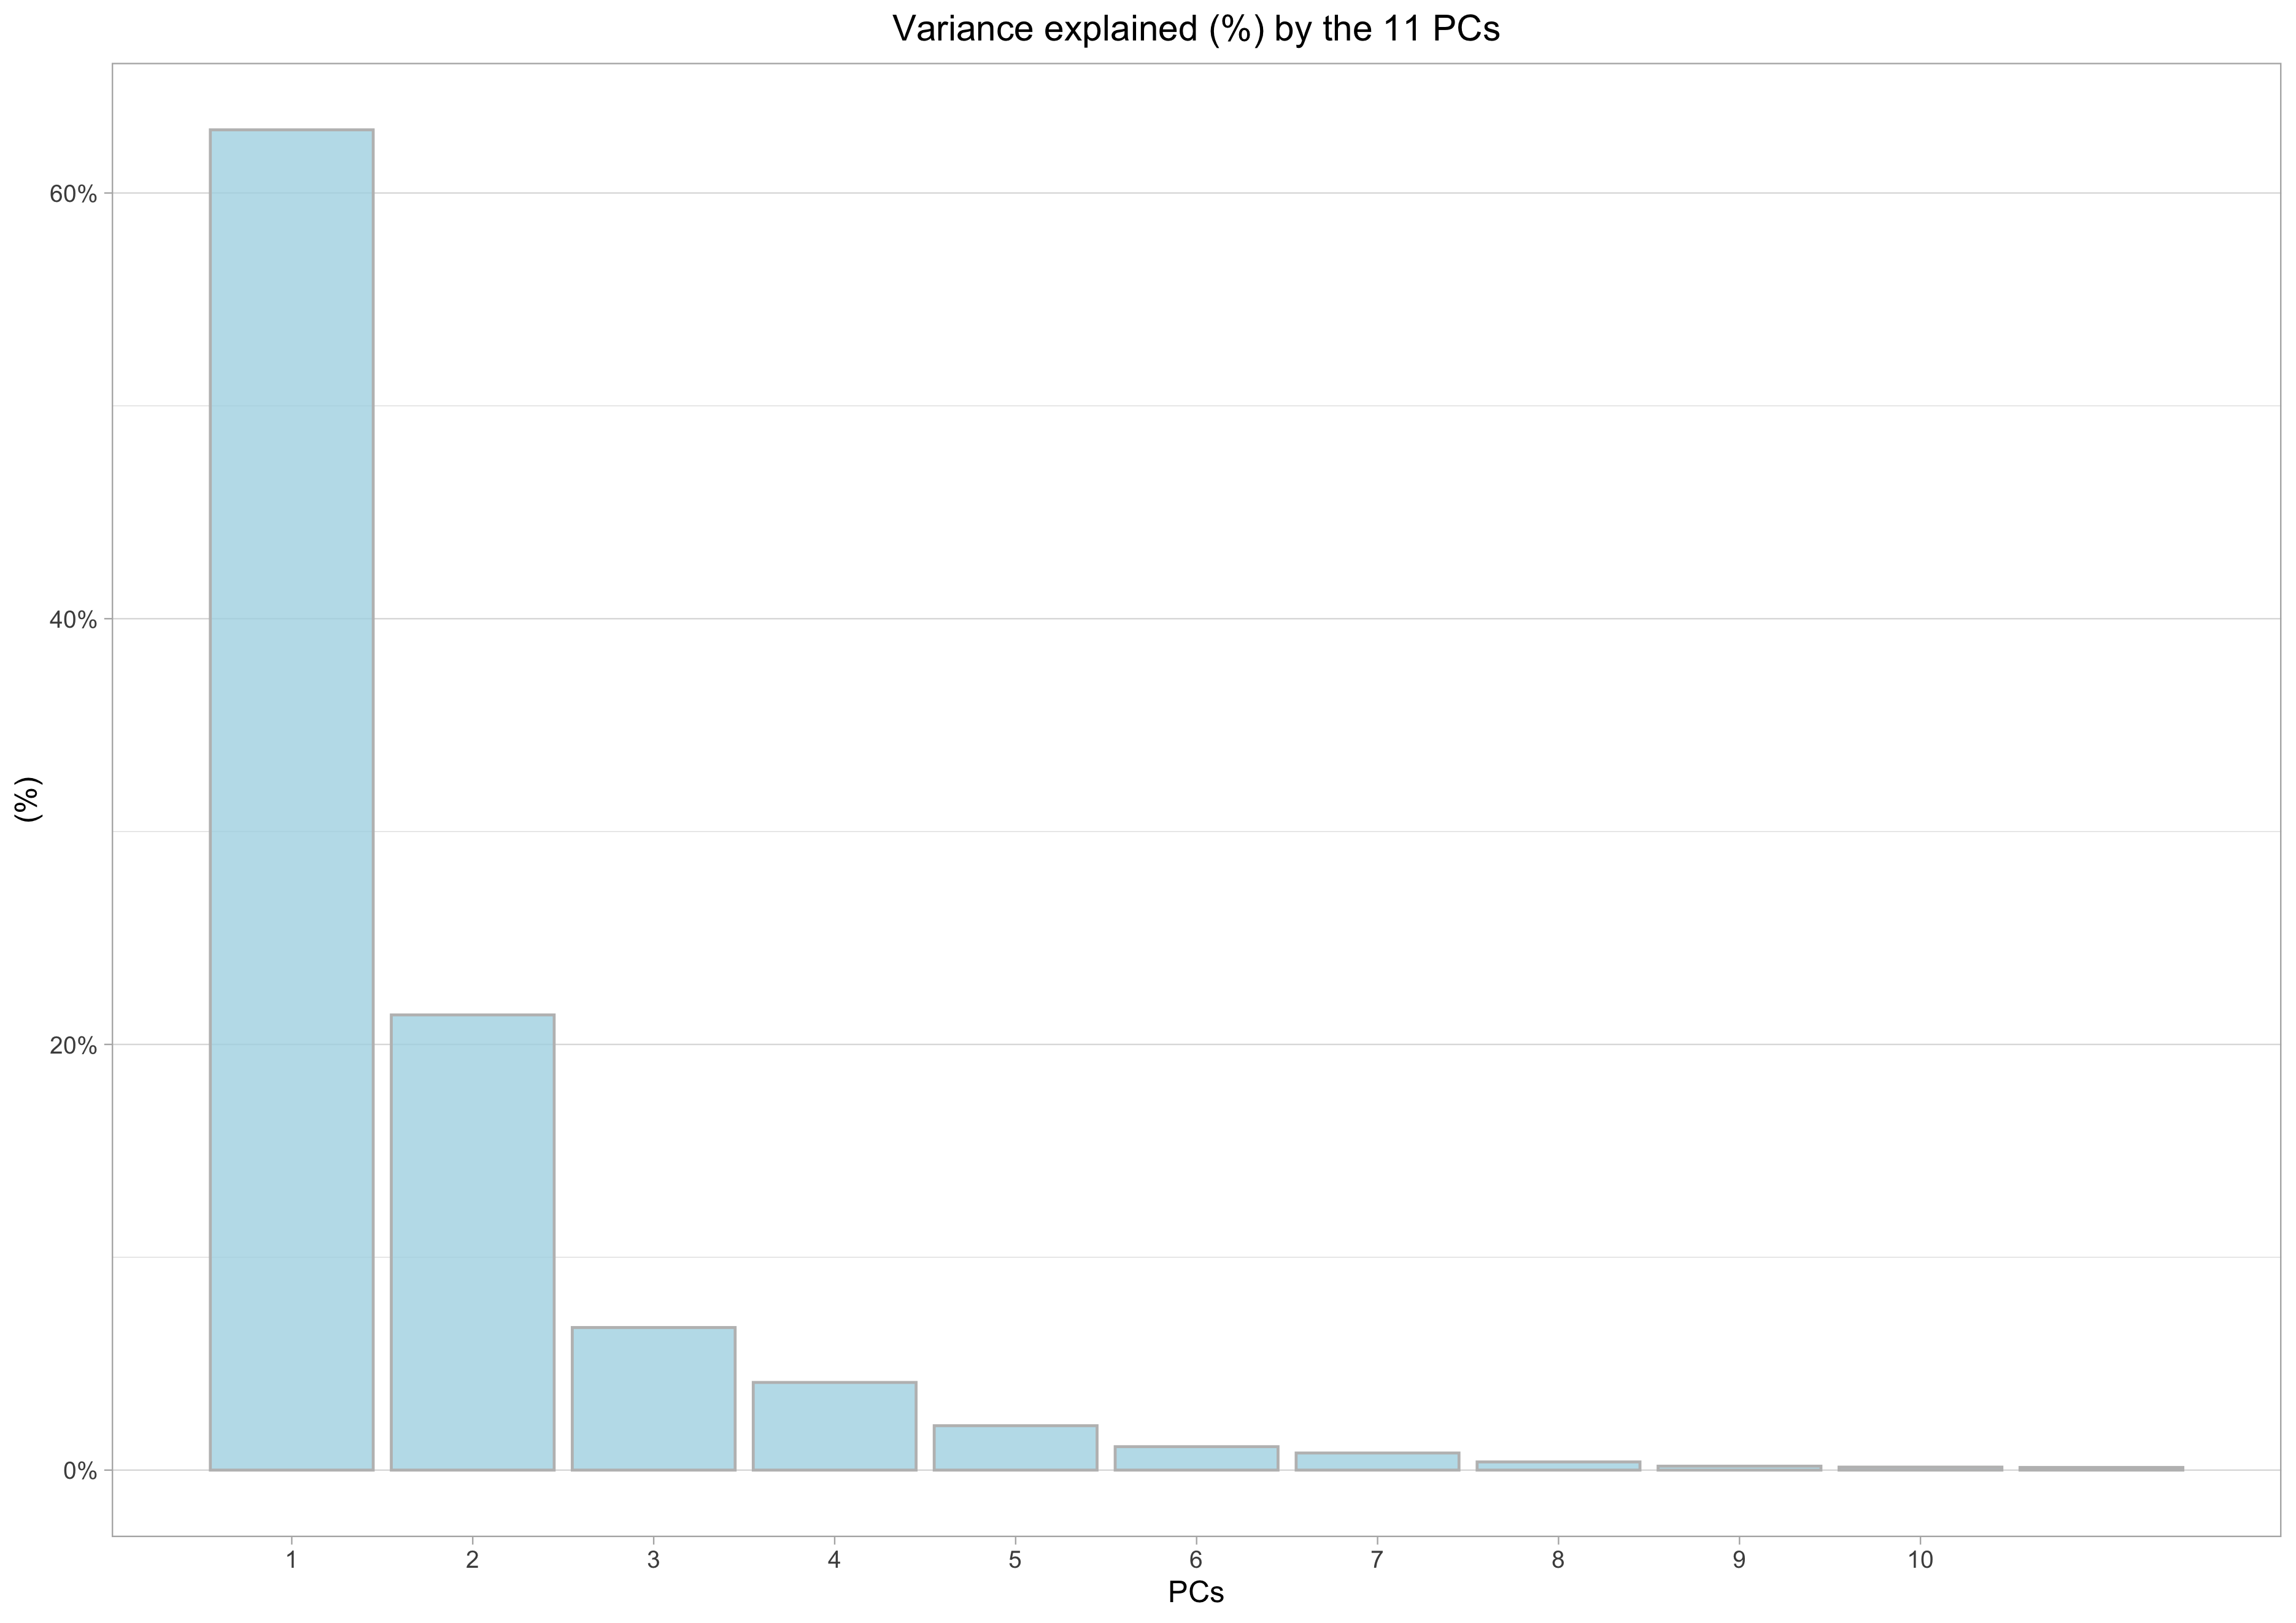 Variance explained (%) by the 11 PCs
(%)
60%
40%
20%
0%
1 2 3 4 5 6 7 8 9 10
PCs